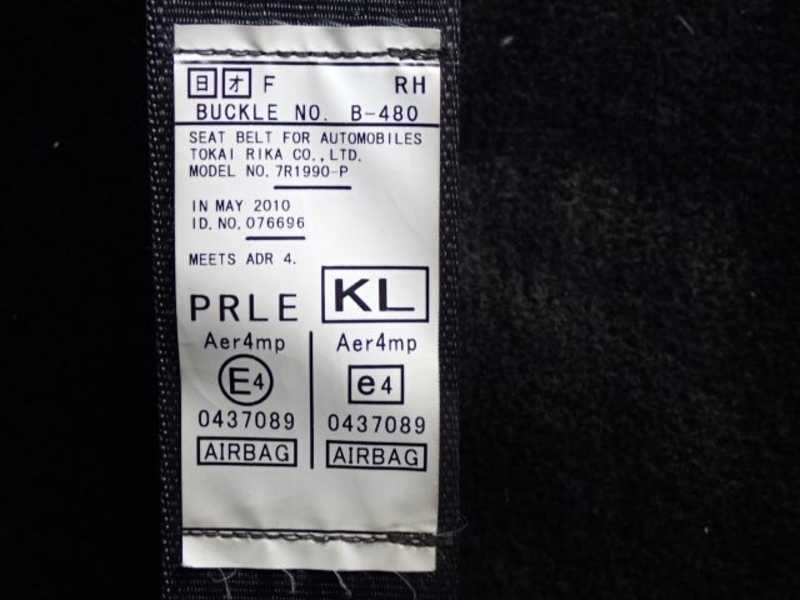 日 オ F RH
BUCKLE NO. B-480
SEAT BELT FOR AUTOMOBILES
TOKAI RIKA CO.,LTD.
MODEL NO. 7R1990-P
IN MAY 2010
ID. NO. 076696
MEETS ADR 4.
PRLE KL
Aer4mp Aer4mp
E4 e4
0437089 0437089
AIRBAG AIRBAG